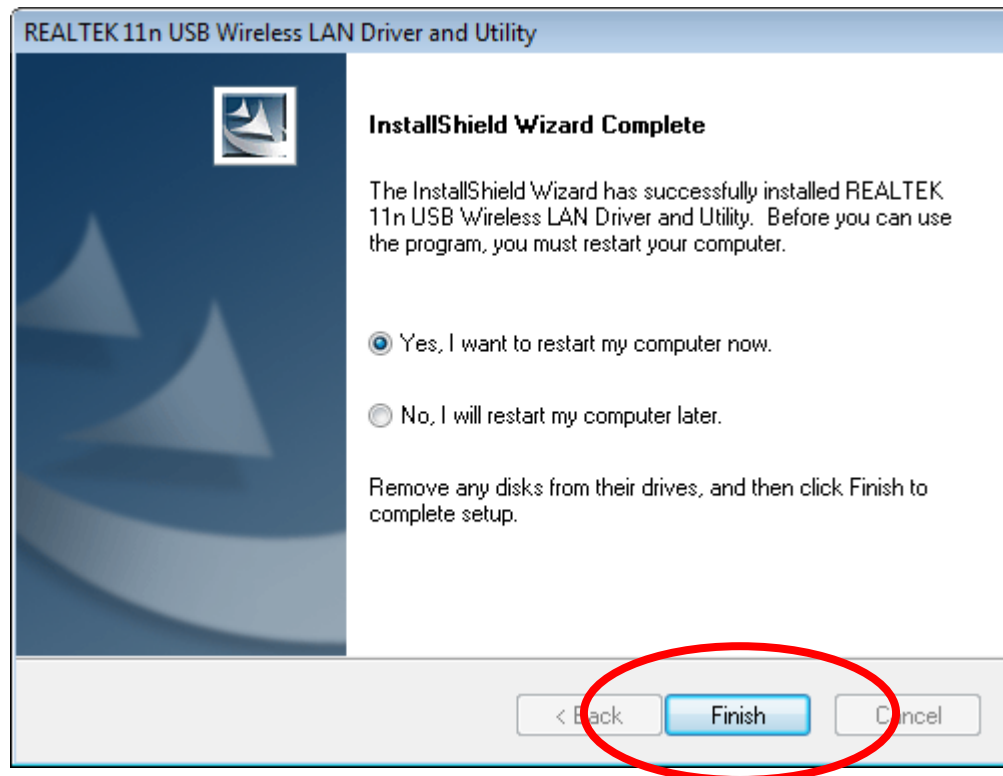 REALTEK 11n USB Wireless LAN Driver and Utility
InstallShield Wizard Complete
The InstallShield Wizard has successfully installed REALTEK
11n USB Wireless LAN Driver and Utility.  Before you can use
the program, you must restart your computer.
Yes, I want to restart my computer now.
No, I will restart my computer later.
Remove any disks from their drives, and then click Finish to
complete setup.
< Back Finish Cancel